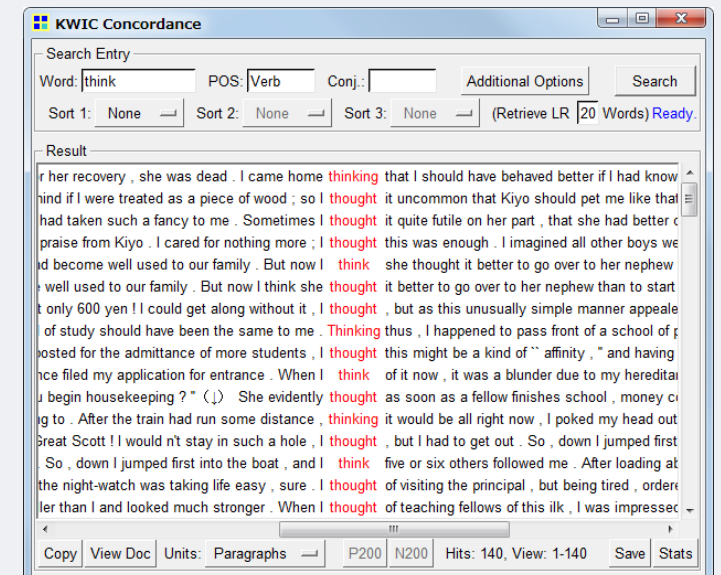 KWIC Concordance
Search Entry
Word: think POS: Verb Conj.: Additional Options Search
Sort 1: None Sort 2: None Sort 3: None (Retrieve LR 20 Words) Ready.
Result
her recovery , she was dead . I came home thinking that I should have behaved better if I had know
if I were treated as a piece of wood ; so I thought it uncommon that Kiyo should pet me like that
had taken such a fancy to me . Sometimes I thought it quite futile on her part , that she had better
praise from Kiyo . I cared for nothing more ; I thought this was enough . I imagined all other boys we
become well used to our family . But now I think she thought it better to go over to her nephew
well used to our family . But now I think she thought it better to go over to her nephew than to start
only 600 yen ! I could get along without it , I thought , but as this unusually simple manner appeale
of study should have been the same to me . Thinking thus , I happened to pass front of a school of
for the admittance of more students , I thought this might be a kind of `` affinity , " and having
filed my application for entrance . When I think of it now , it was a blunder due to my hereditar
begin housekeeping ? " (↓) She evidently thought as soon as a fellow finishes school , money
to . After the train had run some distance , thinking it would be all right now , I poked my head out
Great Scott ! I would n't stay in such a hole , I thought , but I had to get out . So , down I jumped first
. So , down I jumped first into the boat , and I think five or six others followed me . After loading
the night-watch was taking life easy , sure . I thought of visiting the principal , but being tired , ordere
ler than I and looked much stronger . When I thought of teaching fellows of this ilk , I was impressed
Copy View Doc Units: Paragraphs P200 N200 Hits: 140, View: 1-140 Save Stats